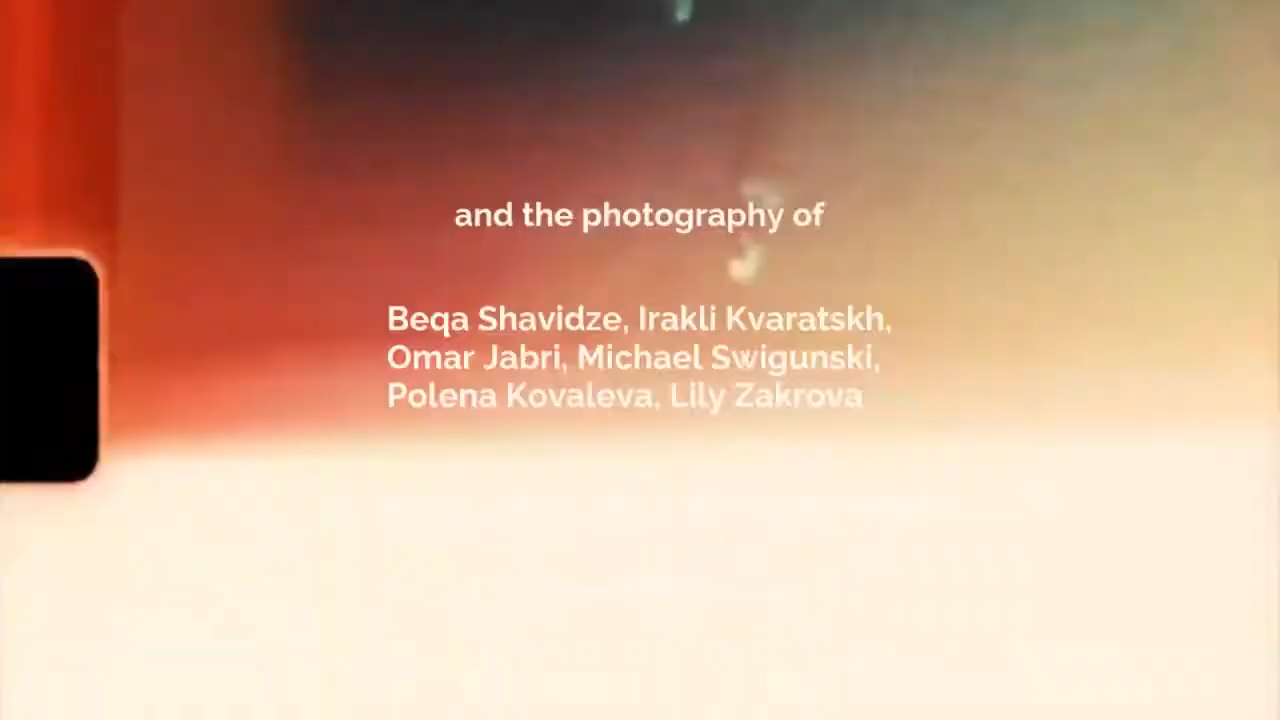 and the photography of
Beqa Shavidze, Irakli Kvaratskh,
Omar Jabri, Michael Swigunski,
Polena Kovaleva, Lily Zakrova